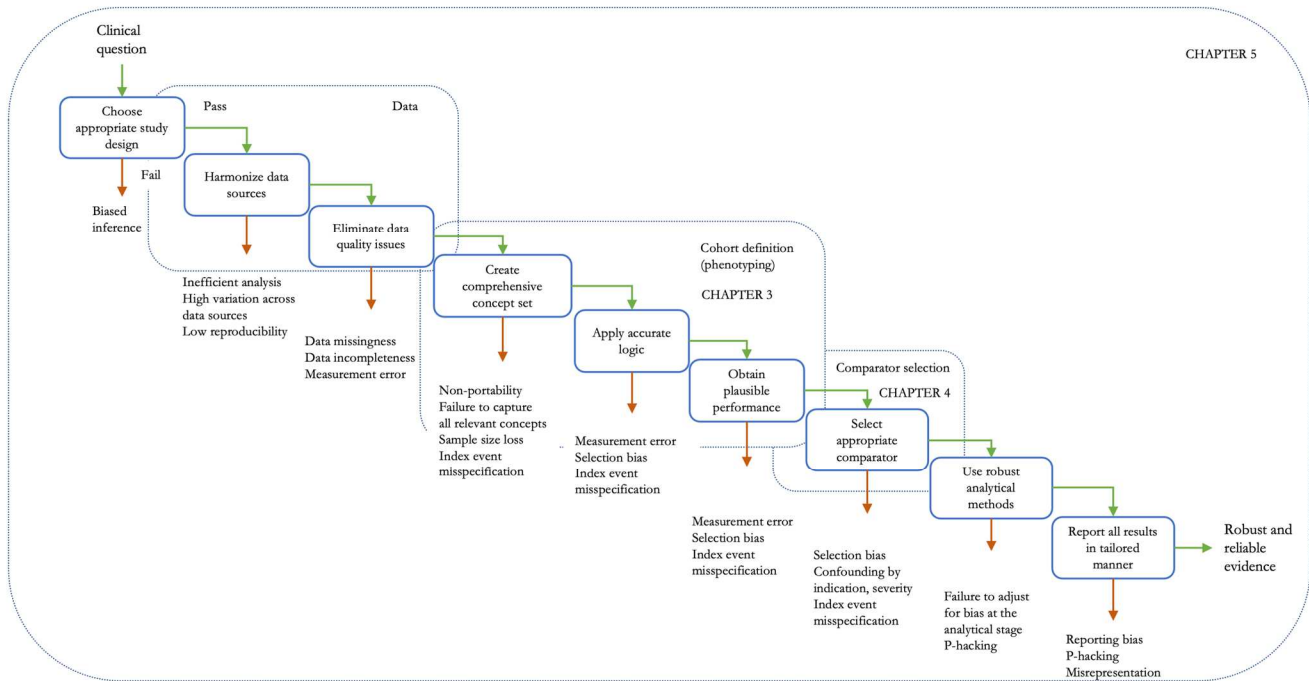 Clinical
question
CHAPTER 5
Choose
appropriate study
design
Pass
Data
Fail
Biased
inference
Harmonize data
sources
Inefficient analysis
High variation across
data sources
Low reproducibility
Eliminate data
quality issues
Data missingness
Data incompleteness
Measurement error
Cohort definition
(phenotyping)
CHAPTER 3
Create
comprehensive
concept set
Non-portability
Failure to capture
all relevant concepts
Sample size loss
Index event
misspecification
Apply accurate
logic
Measurement error
Selection bias
Index event
misspecification
Obtain
plausible
performance
Measurement error
Selection bias
Index event
misspecification
Comparator selection
CHAPTER 4
Select
appropriate
comparator
Selection bias
Confounding by
indication, severity
Index event
misspecification
Use robust
analytical
methods
Failure to adjust
for bias at the
analytical stage
P-hacking
Report all results
in tailored
manner
Reporting bias
P-hacking
Misrepresentation
Robust and
reliable
evidence